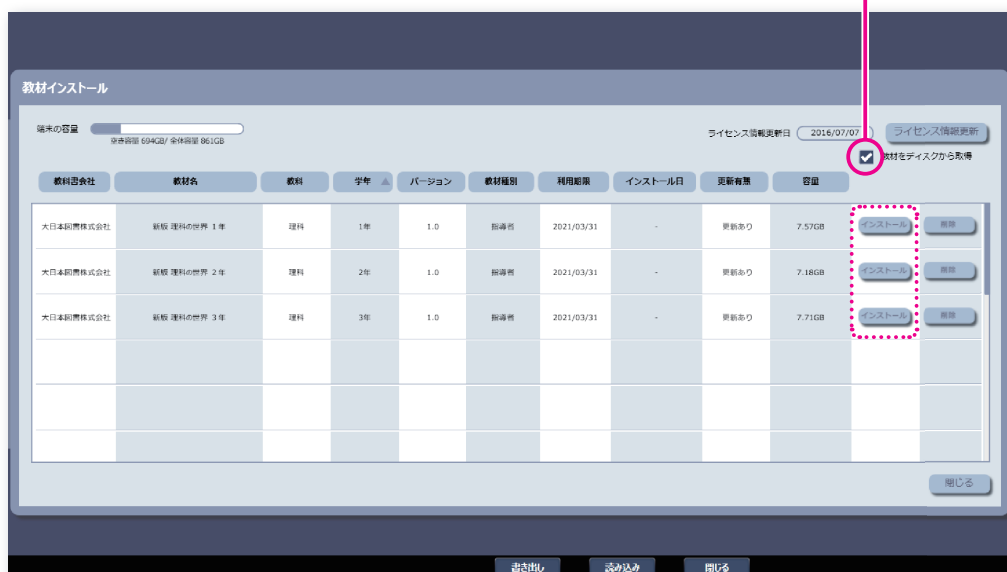 教材インストール
端末の容量
空き容量 694GB/ 全体容量 861GB
ライセンス情報更新日 2016/07/07 ライセンス情報更新
教材をディスクから取得
教科書会社 教材名 教科 学年 バージョン 教材種別 利用期限 インストール日 更新有無 容量
大日本図書株式会社 新版 理科の世界 1年 理科 1年 1.0 指導者 2021/03/31 - 更新あり 7.57GB インストール 削除
大日本図書株式会社 新版 理科の世界 2年 理科 2年 1.0 指導者 2021/03/31 - 更新あり 7.18GB インストール 削除
大日本図書株式会社 新版 理科の世界 3年 理科 3年 1.0 指導者 2021/03/31 - 更新あり 7.71GB インストール 削除
閉じる
書き出し 読み込み 閉じる